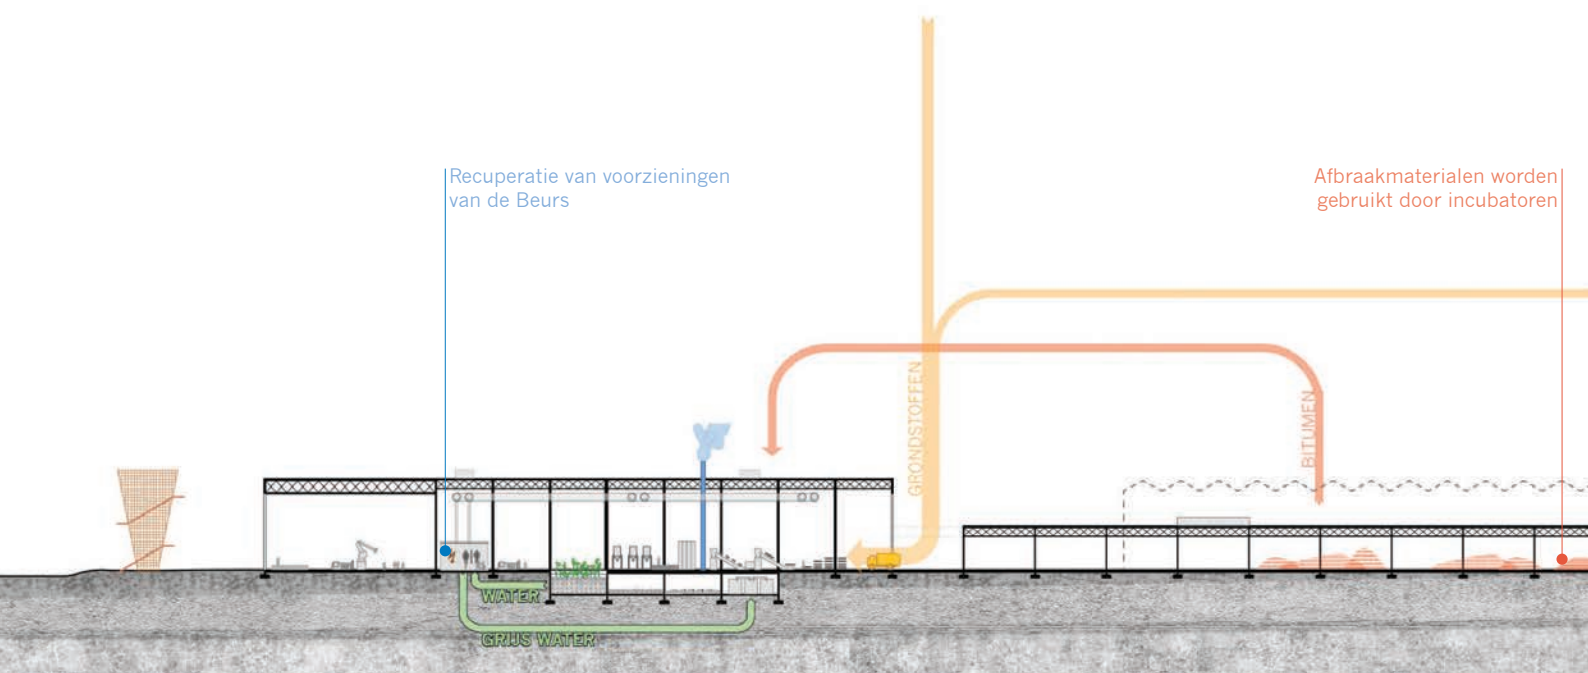 Recuperatie van voorzieningen
van de Beurs
Afbraakmaterialen worden
gebruikt door incubatoren
GRONDSTOFFEN
BITUMEN
WATER
GRIJS WATER